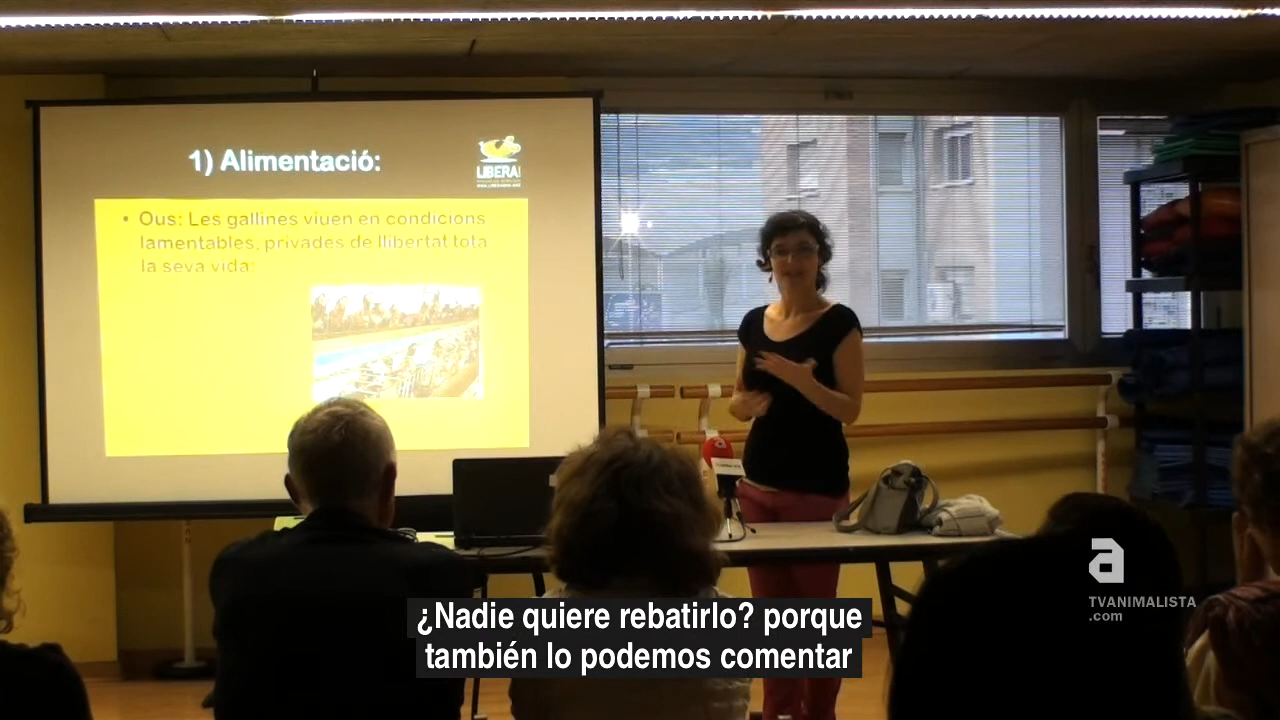 1) Alimentació:
LIBERA!
• Ous: Les gallines viuen en condicions
lamentables, privades de llibertat tota
la seva vida.
a
TVANIMALISTA
.com
¿Nadie quiere rebatirlo? porque
también lo podemos comentar